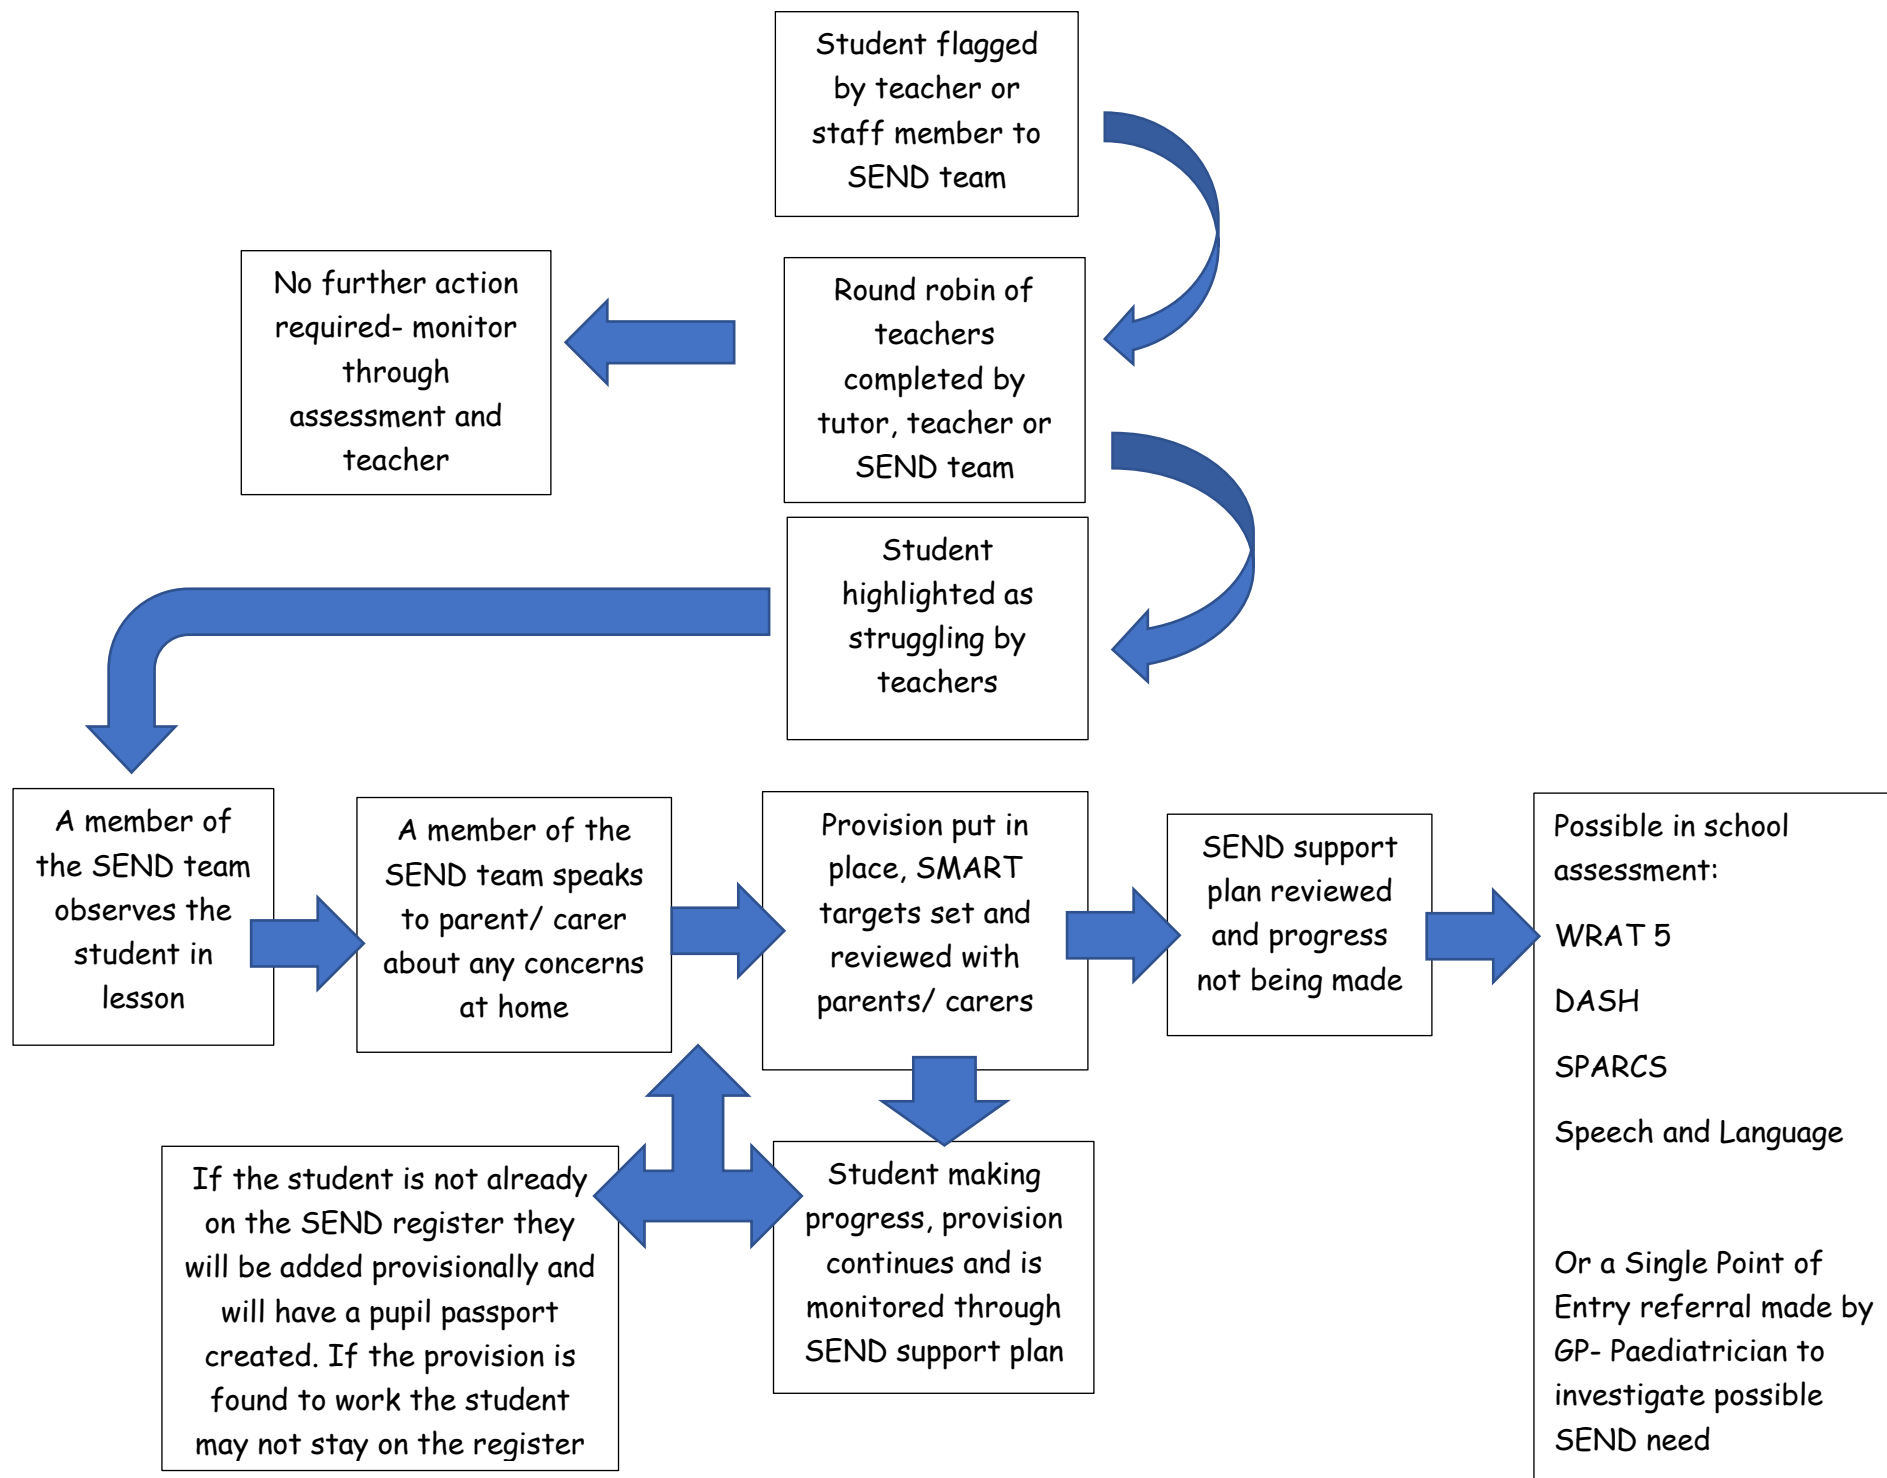 Student flagged
by teacher or
staff member to
SEND team
No further action
required- monitor
through
assessment and
teacher
Round robin of
teachers
completed by
tutor, teacher or
SEND team
Student
highlighted as
struggling by
teachers
A member of
the SEND team
observes the
student in
lesson
A member of the
SEND team speaks
to parent/ carer
about any concerns
at home
Provision put in
place, SMART
targets set and
reviewed with
parents/ carers
SEND support
plan reviewed
and progress
not being made
Possible in school
assessment:
WRAT 5
DASH
SPARCS
Speech and Language
Or a Single Point of
Entry referral made by
GP- Paediatrician to
investigate possible
SEND need
If the student is not already
on the SEND register they
will be added provisionally and
will have a pupil passport
created. If the provision is
found to work the student
may not stay on the register
Student making
progress, provision
continues and is
monitored through
SEND support plan